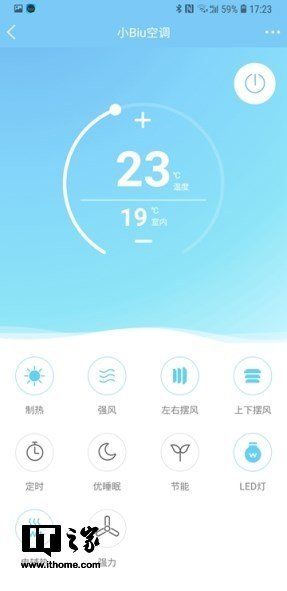 59% 17:23
小Biu空调
23 ℃
温度
19 ℃
室内
制热 强风 左右摆风 上下摆风
定时 优睡眠 节能 LED灯
强力
IT之家
www.ithome.com